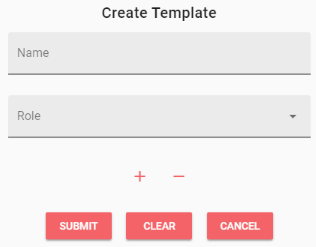 Create Template
Name
Role
+ −
SUBMIT CLEAR CANCEL